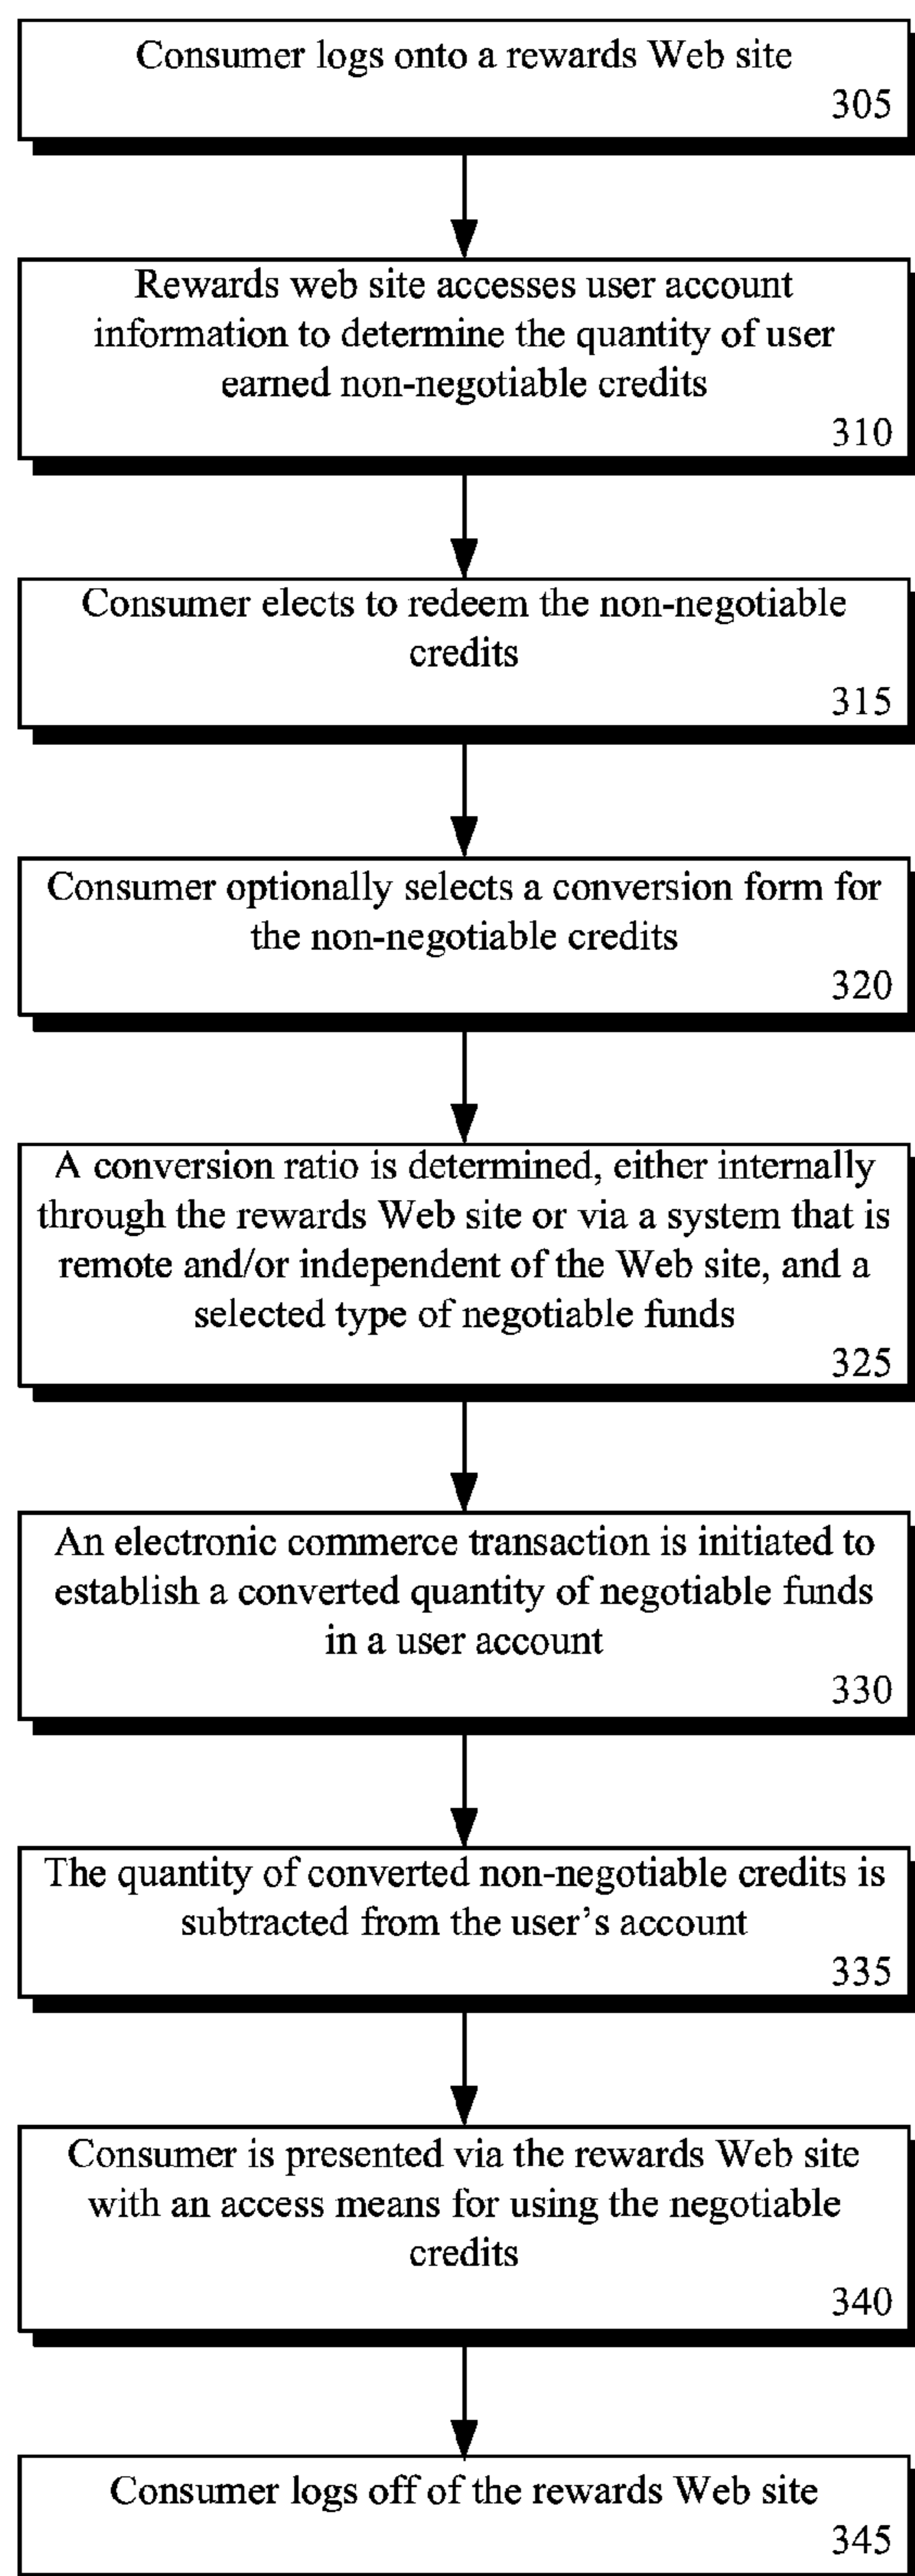 Consumer logs onto a rewards Web site
305
Rewards web site accesses user account
information to determine the quantity of user
earned non-negotiable credits
310
Consumer elects to redeem the non-negotiable
credits
315
Consumer optionally selects a conversion form for
the non-negotiable credits
320
A conversion ratio is determined, either internally
through the rewards Web site or via a system that is
remote and/or independent of the Web site, and a
selected type of negotiable funds
325
An electronic commerce transaction is initiated to
establish a converted quantity of negotiable funds
in a user account
330
The quantity of converted non-negotiable credits is
subtracted from the user’s account
335
Consumer is presented via the rewards Web site
with an access means for using the negotiable
credits
340
Consumer logs off of the rewards Web site
345